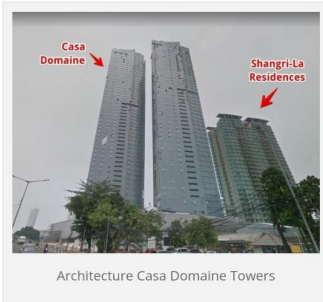 Casa
Domaine
Shangri-La
Residences
Architecture Casa Domaine Towers